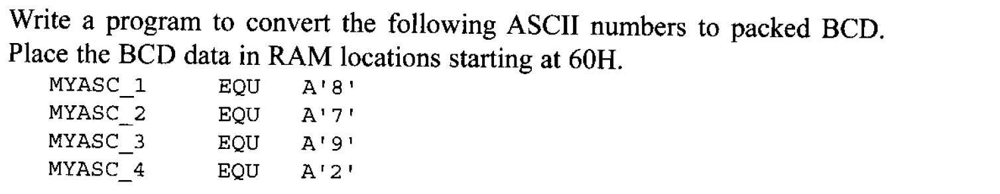 Write a program to convert the following ASCII numbers to packed BCD.
Place the BCD data in RAM locations starting at 60H.
MYASC_1 EQU A'8'
MYASC_2 EQU A'7'
MYASC_3 EQU A'9'
MYASC_4 EQU A'2'